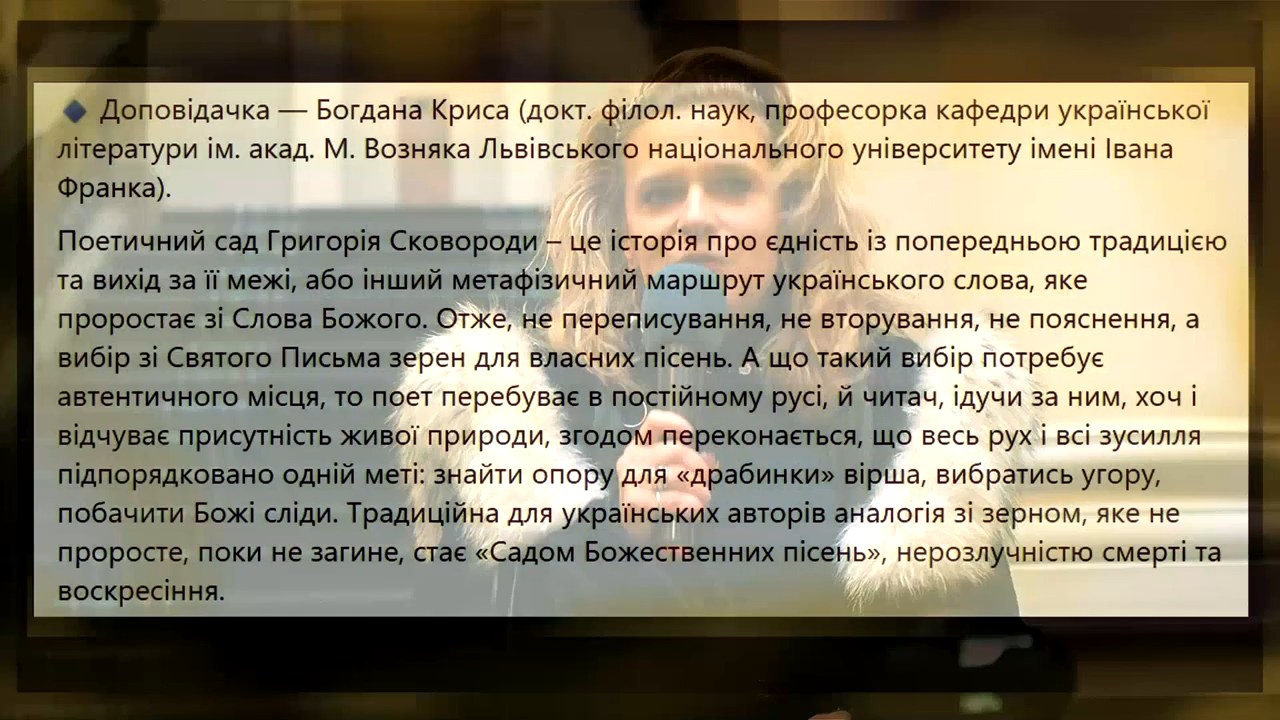 Доповідачка — Богдана Криса (докт. філол. наук, професорка кафедри української
літератури ім. акад. М. Возняка Львівського національного університету імені Івана
Франка).
Поетичний сад Григорія Сковороди – це історія про єдність із попередньою традицією
та вихід за її межі, або інший метафізичний маршрут українського слова, яке
проростає зі Слова Божого. Отже, не переписування, не вторування, не пояснення, а
вибір зі Святого Письма зерен для власних пісень. А що такий вибір потребує
автентичного місця, то поет перебуває в постійному русі, й читач, ідучи за ним, хоч і
відчуває присутність живої природи, згодом переконається, що весь рух і всі зусилля
підпорядковано одній меті: знайти опору для «драбинки» вірша, вибратись угору,
побачити Божі сліди. Традиційна для українських авторів аналогія зі зерном, яке не
проросте, поки не загине, стає «Садом Божественних пісень», нерозлучністю смерті та
воскресіння.